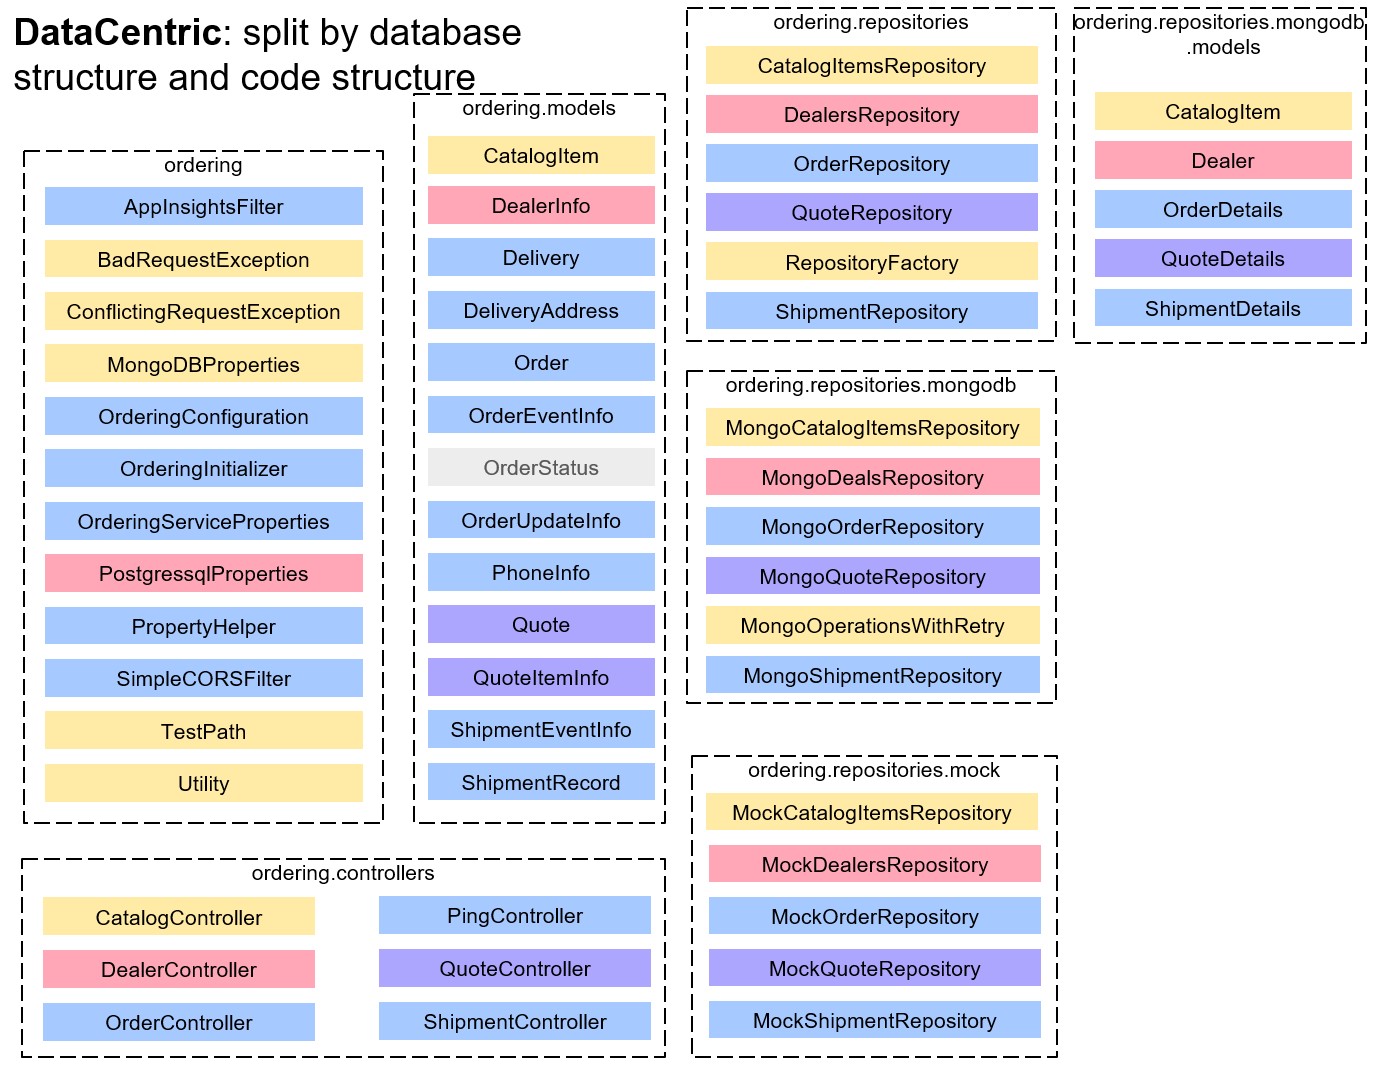 DataCentric: split by database
structure and code structure
ordering
AppInsightsFilter
BadRequestException
ConflictingRequestException
MongoDBProperties
OrderingConfiguration
OrderingInitializer
OrderingServiceProperties
PostgressqlProperties
PropertyHelper
SimpleCORSFilter
TestPath
Utility
ordering.models
CatalogItem
DealerInfo
Delivery
DeliveryAddress
Order
OrderEventInfo
OrderStatus
OrderUpdateInfo
PhoneInfo
Quote
QuoteItemInfo
ShipmentEventInfo
ShipmentRecord
ordering.controllers
CatalogController
DealerController
OrderController
PingController
QuoteController
ShipmentController
ordering.repositories
CatalogItemsRepository
DealersRepository
OrderRepository
QuoteRepository
RepositoryFactory
ShipmentRepository
ordering.repositories.mongodb
MongoCatalogItemsRepository
MongoDealsRepository
MongoOrderRepository
MongoQuoteRepository
MongoOperationsWithRetry
MongoShipmentRepository
ordering.repositories.mock
MockCatalogItemsRepository
MockDealersRepository
MockOrderRepository
MockQuoteRepository
MockShipmentRepository
ordering.repositories.mongodb
.models
CatalogItem
Dealer
OrderDetails
QuoteDetails
ShipmentDetails